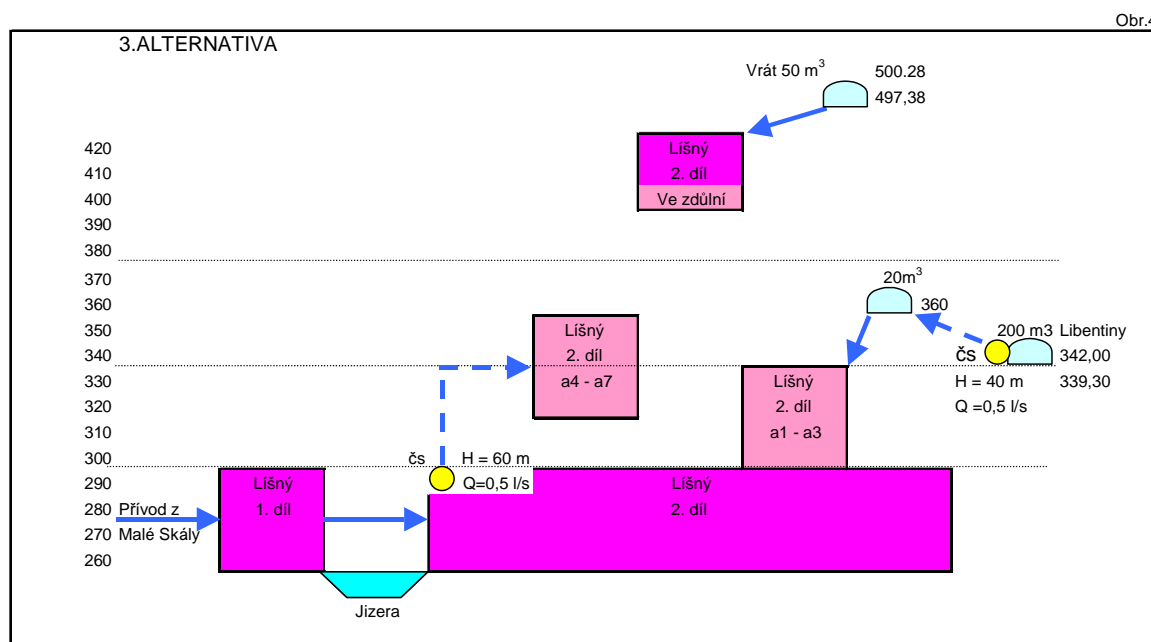 Obr.4
3.ALTERNATIVA
Vrát 50 m³ 500.28
497,38
420
410
400
390
380
370
360
350
340
330
320
310
300
290
280
270
260
Líšný
2. díl
Ve zdůlní
20m³
360
200 m3 Libentiny
čs 342,00
H = 40 m 339,30
Q =0,5 l/s
Líšný
2. díl
a4 - a7
Líšný
2. díl
a1 - a3
čs H = 60 m
Q=0,5 l/s
Líšný
1. díl
Líšný
2. díl
Přívod z
Malé Skály
Jizera